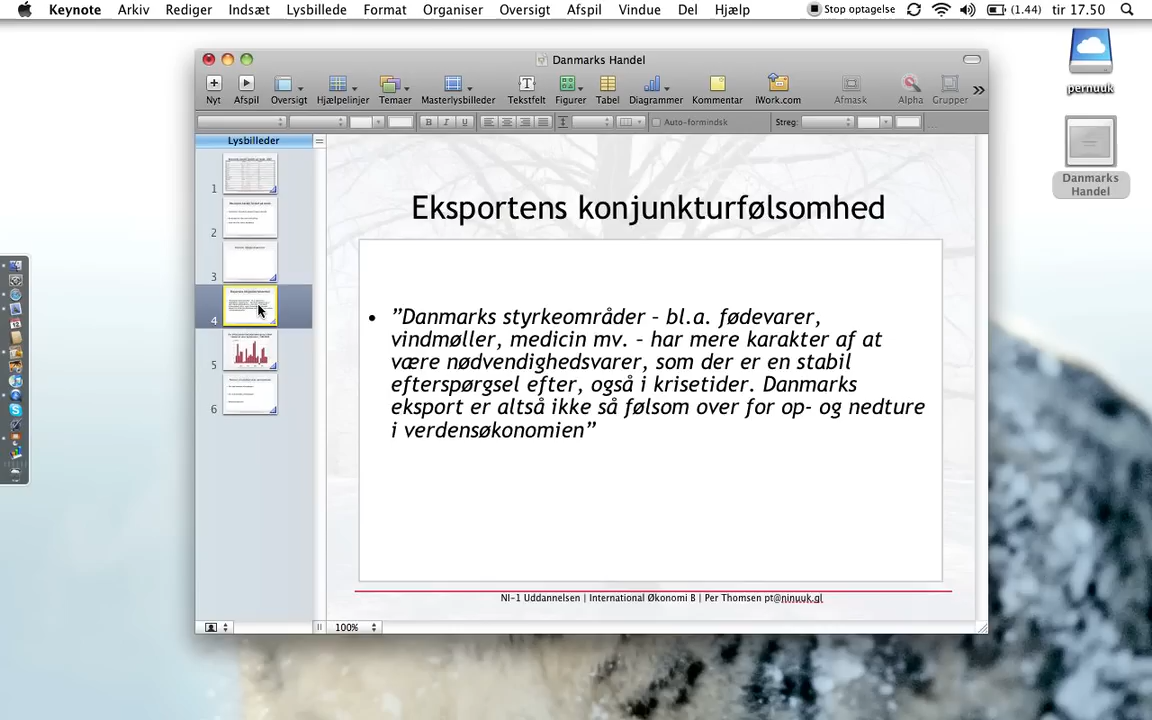 Keynote Arkiv Rediger Indsæt Lysbillede Format Organiser Oversigt Afspil Vindue Del Hjælp Stop optagelse (1.44) tir 17.50
Danmarks Handel
Nyt Afspil Oversigt Hjælpelinjer Temaer Masterlysbilleder Tekstfelt Figurer Tabel Diagrammer Kommentar iWork.com Afmask Alpha Grupper
B I U Auto-formindsk Streg:
Lysbilleder
1
2
3
4
5
6
Eksportens konjunkturfølsomhed
• ”Danmarks styrkeområder – bl.a. fødevarer,
vindmøller, medicin mv. – har mere karakter af at
være nødvendighedsvarer, som der er en stabil
efterspørgsel efter, også i krisetider. Danmarks
eksport er altså ikke så følsom over for op- og nedture
i verdensøkonomien”
NI-1 Uddannelsen | International Økonomi B | Per Thomsen pt@ninuuk.gl
100%
pernuuk
Danmarks
Handel